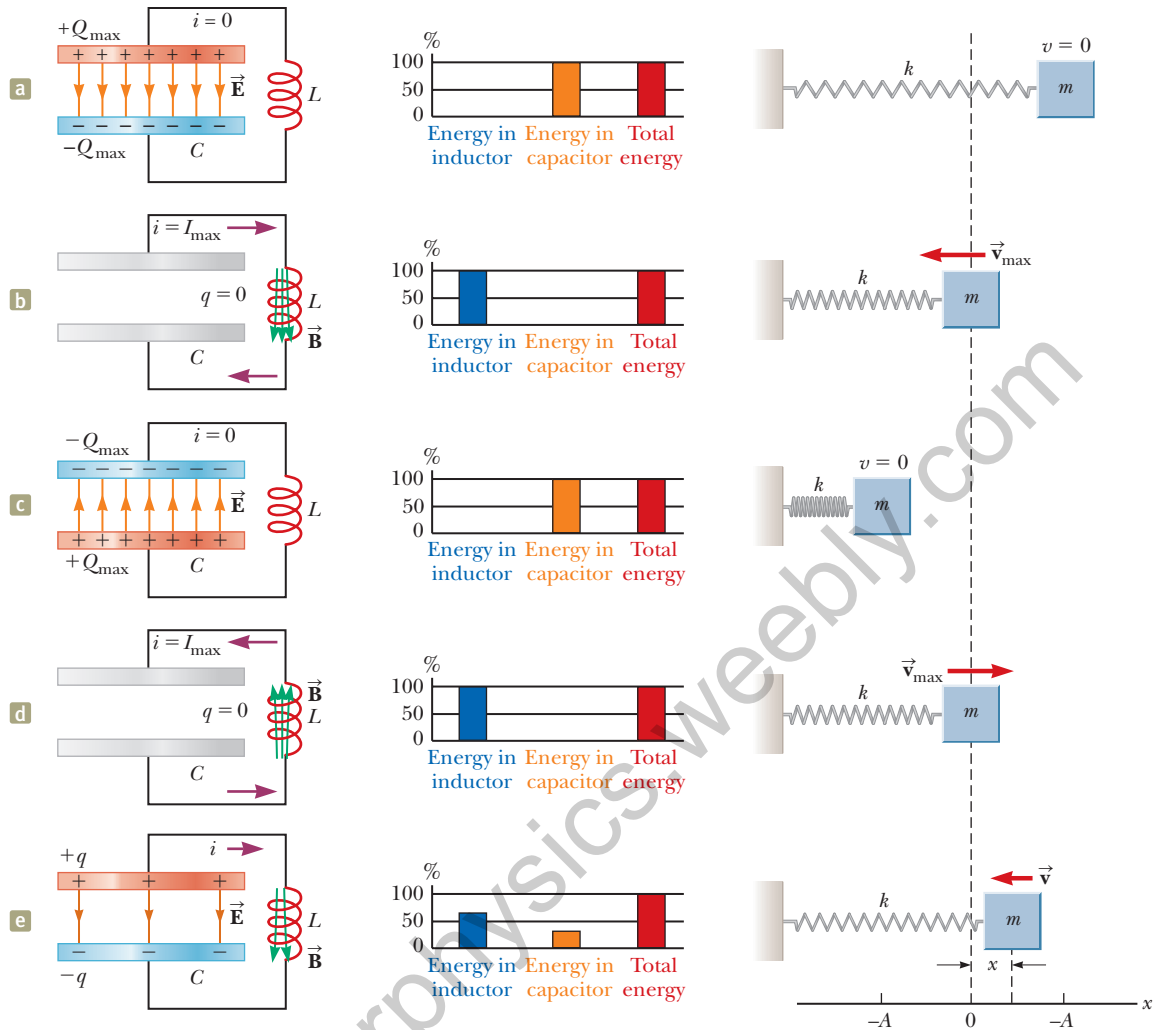 a
+Q max
i = 0
+ + + + + + +
E
L
− − − − − − −
−Q max
C
%
100
50
0
Energy in inductor
Energy in capacitor
Total energy
k
v = 0
m
b
i = I max
q = 0
L
B
C
%
100
50
0
Energy in inductor
Energy in capacitor
Total energy
k
v max
m
c
−Q max
i = 0
− − − − − − −
E
L
+ + + + + + +
+Q max
C
%
100
50
0
Energy in inductor
Energy in capacitor
Total energy
k
v = 0
m
d
i = I max
B
q = 0
L
C
%
100
50
0
Energy in inductor
Energy in capacitor
Total energy
v max
k
m
e
+q
i
+ + +
E
L
− − −
B
−q
C
%
100
50
0
Energy in inductor
Energy in capacitor
Total energy
k
v
m
x
−A
0
−A
x
rphysics.weebly.com